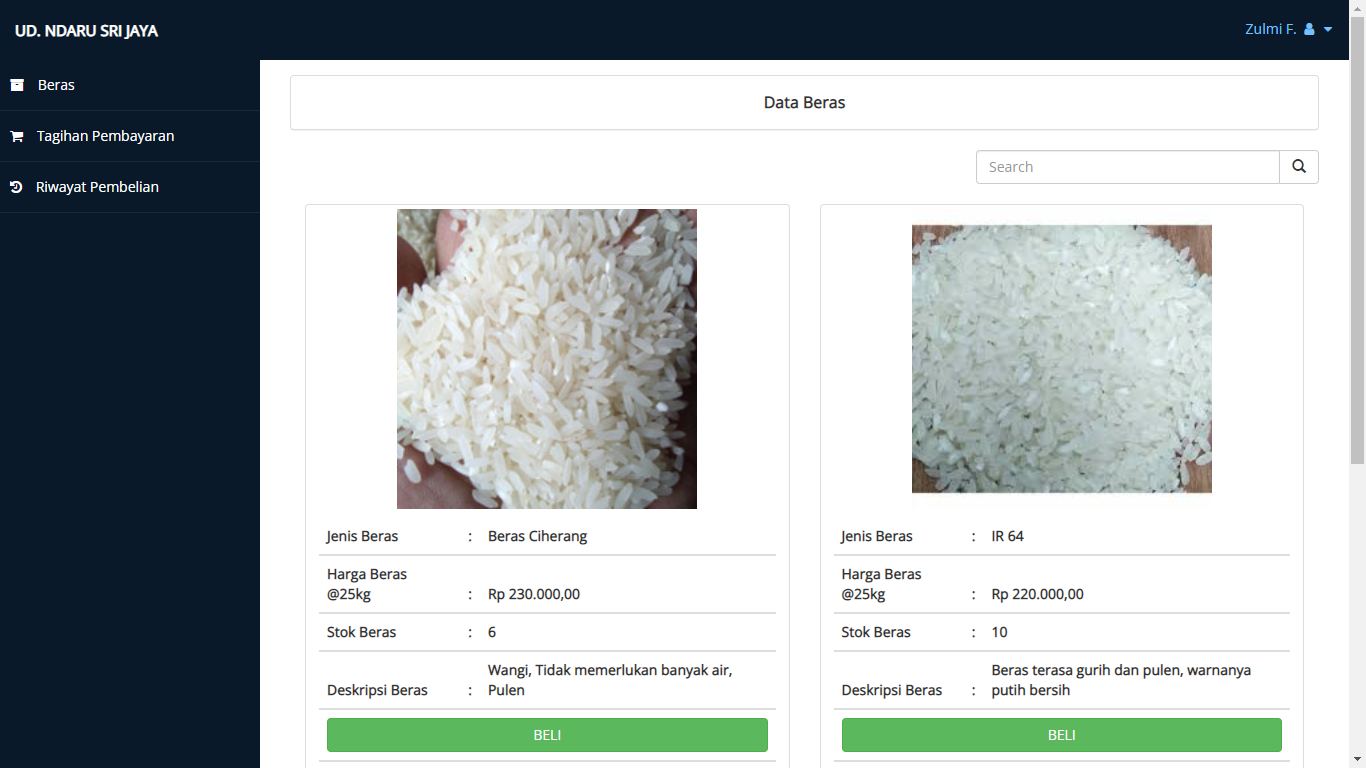 UD. NDARU SRI JAYA
Zulmi F.
Beras
Tagihan Pembayaran
Riwayat Pembelian
Data Beras
Search
Jenis Beras : Beras Ciherang
Harga Beras
@25kg : Rp 230.000,00
Stok Beras : 6
Wangi, Tidak memerlukan banyak air,
Deskripsi Beras : Pulen
BELI
Jenis Beras : IR 64
Harga Beras
@25kg : Rp 220.000,00
Stok Beras : 10
Beras terasa gurih dan pulen, warnanya
Deskripsi Beras : putih bersih
BELI